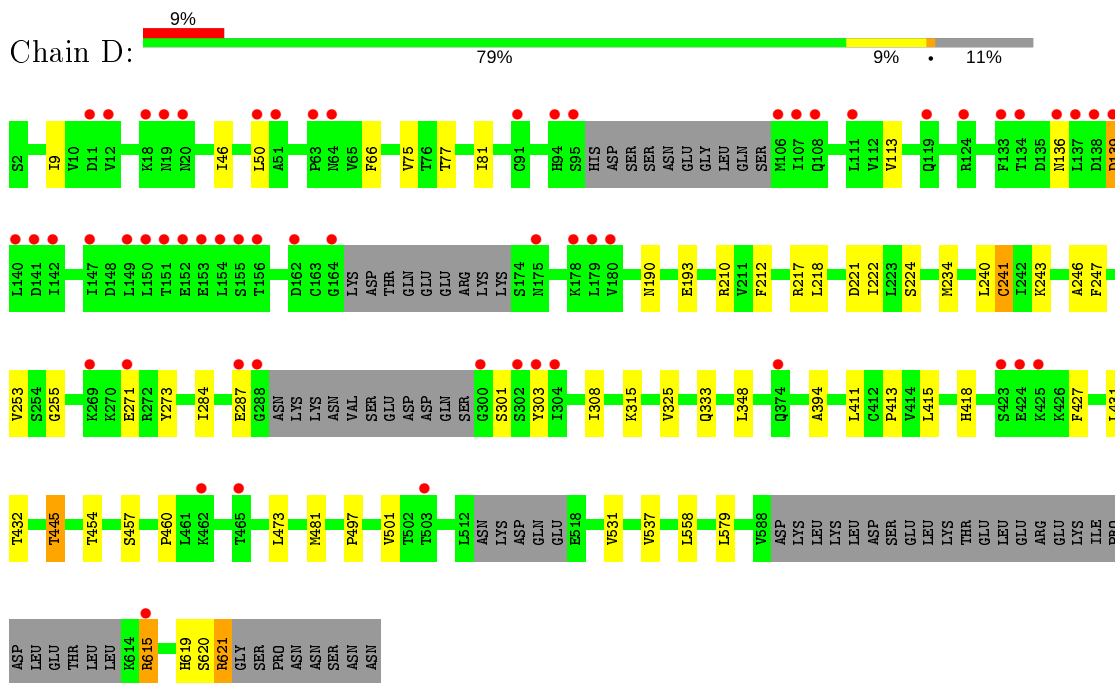 9%
Chain D:
79% 9% • 11%
S2 I9 V10 D11 V12 K18 N19 N20 I46 L50 A51 P63 N64 V65 F66 V75 T76 T77 I81 C91 H94 S95 HIS ASP SER SER ASN GLU GLY LEU GLN SER M106 I107 Q108 L111 V112 V113 Q119 R124 F133 T134 D135 N136 L137 D138 D139
L140 D141 I142 I147 D148 L149 L150 T151 E152 E153 L154 S155 T156 D162 C163 G164 LYS ASP THR GLN GLU GLU ARG LYS LYS S174 N175 K178 L179 V180 N190 E193 R210 V211 F212 R217 L218 D221 I222 L223 S224 M234 L240 C241 I242 K243 A246 F247
V253 S254 G255 K269 K270 E271 R272 Y273 I284 E287 G288 ASN LYS LYS ASN VAL SER GLU ASP ASP GLN SER G300 S301 S302 Y303 I304 I308 K315 V325 Q333 L348 Q374 A394 L411 C412 P413 V414 L415 H418 S423 E424 K425 K426 F427 L431
T432 T445 T454 S457 P460 L461 K462 T465 L473 M481 P497 V501 T502 T503 L512 ASN LYS ASP GLN GLU E518 V531 V537 L558 L579 V588 ASP LYS LEU LYS LEU ASP SER GLU LEU LYS THR GLU LEU GLU ARG GLU LYS ILE PRO
ASP LEU GLU THR LEU LEU K614 R615 H619 S620 R621 GLY SER PRO ASN ASN SER ASN ASN